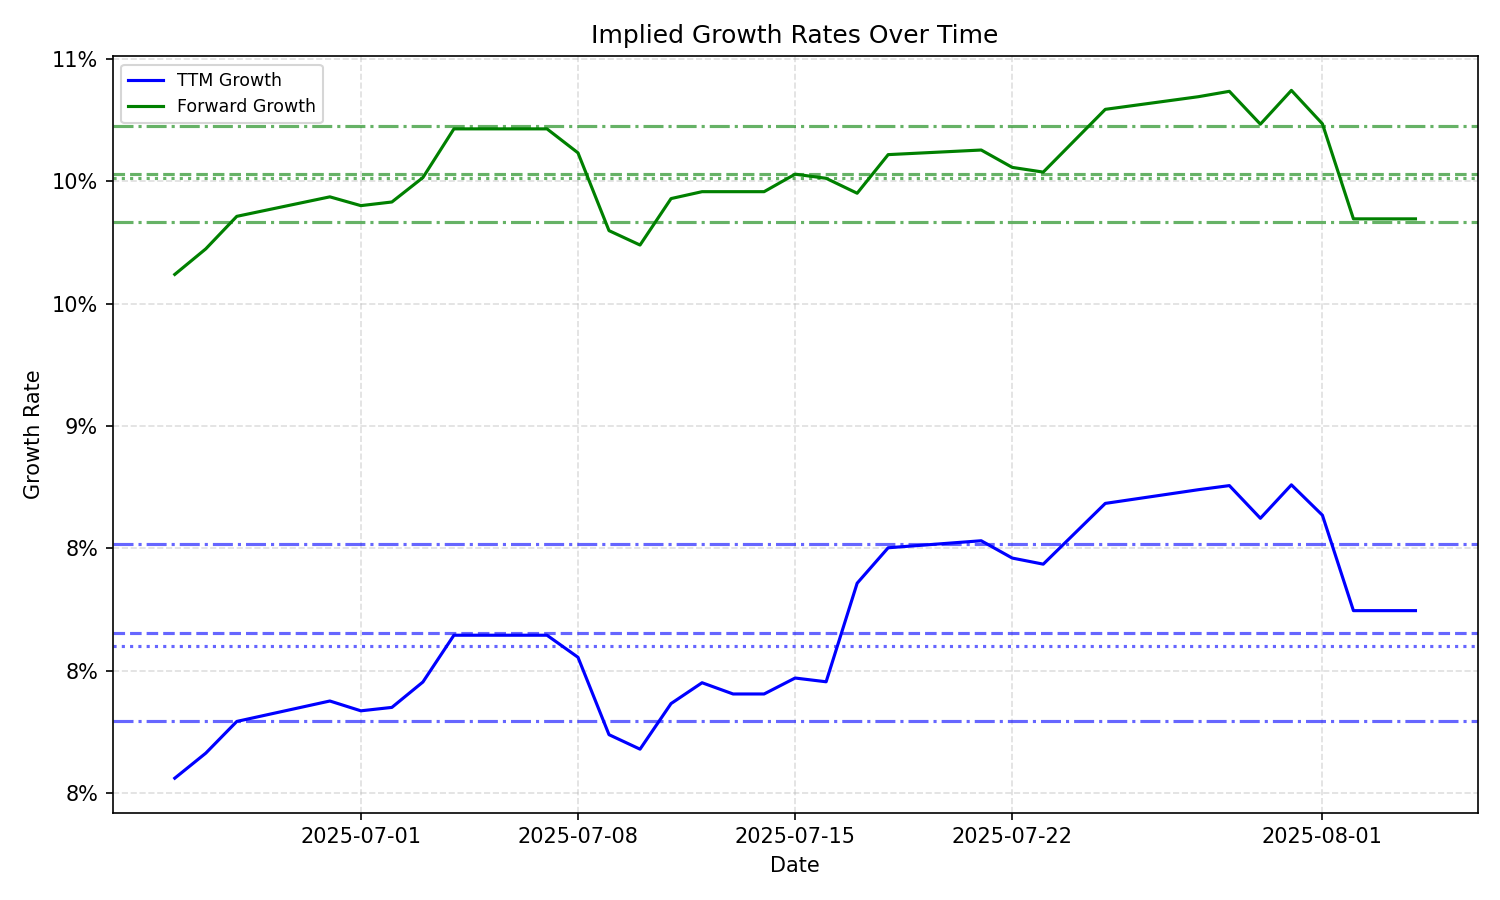 Implied Growth Rates Over Time
TTM Growth
Forward Growth
11%
10%
10%
9%
8%
8%
8%
Growth Rate
2025-07-01
2025-07-08
2025-07-15
2025-07-22
2025-08-01
Date